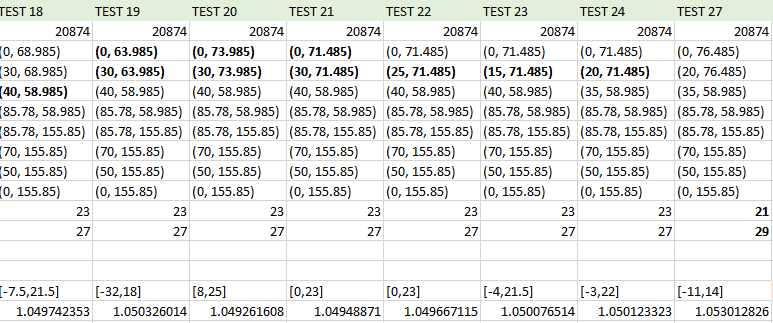 TEST 18 TEST 19 TEST 20 TEST 21 TEST 22 TEST 23 TEST 24 TEST 27
20874 20874 20874 20874 20874 20874 20874 20874
(0, 68.985) (0, 63.985) (0, 73.985) (0, 71.485) (0, 71.485) (0, 71.485) (0, 71.485) (0, 76.485)
(30, 68.985) (30, 63.985) (30, 73.985) (30, 71.485) (25, 71.485) (15, 71.485) (20, 71.485) (20, 76.485)
(40, 58.985) (40, 58.985) (40, 58.985) (40, 58.985) (40, 58.985) (40, 58.985) (35, 58.985) (35, 58.985)
(85.78, 58.985) (85.78, 58.985) (85.78, 58.985) (85.78, 58.985) (85.78, 58.985) (85.78, 58.985) (85.78, 58.985) (85.78, 58.985)
(85.78, 155.85) (85.78, 155.85) (85.78, 155.85) (85.78, 155.85) (85.78, 155.85) (85.78, 155.85) (85.78, 155.85) (85.78, 155.85)
(70, 155.85) (70, 155.85) (70, 155.85) (70, 155.85) (70, 155.85) (70, 155.85) (70, 155.85) (70, 155.85)
(50, 155.85) (50, 155.85) (50, 155.85) (50, 155.85) (50, 155.85) (50, 155.85) (50, 155.85) (50, 155.85)
(0, 155.85) (0, 155.85) (0, 155.85) (0, 155.85) (0, 155.85) (0, 155.85) (0, 155.85) (0, 155.85)
23 23 23 23 23 23 23 21
27 27 27 27 27 27 27 29
[-7.5,21.5] [-32,18] [8,25] [0,23] [0,23] [-4,21.5] [-3,22] [-11,14]
1.049742353 1.050326014 1.049261608 1.04948871 1.049667115 1.050076514 1.050123323 1.053012826